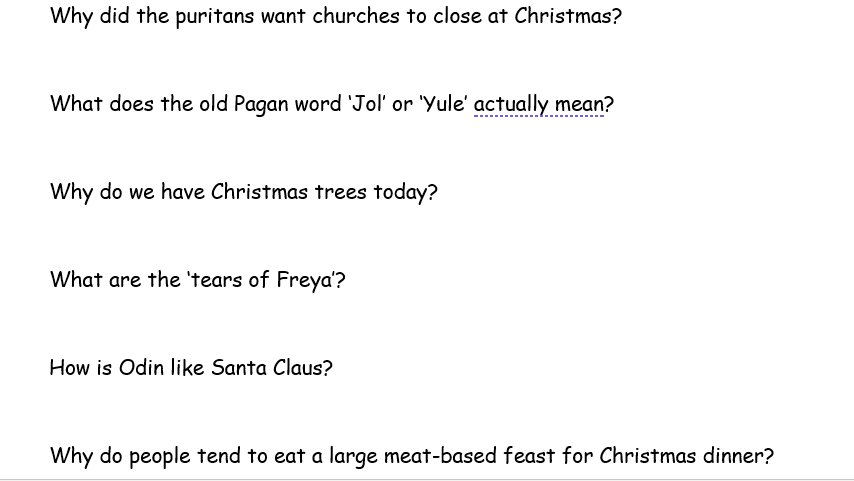 Why did the puritans want churches to close at Christmas?
What does the old Pagan word ‘Jol’ or ‘Yule’ actually mean?
Why do we have Christmas trees today?
What are the ‘tears of Freya’?
How is Odin like Santa Claus?
Why do people tend to eat a large meat-based feast for Christmas dinner?